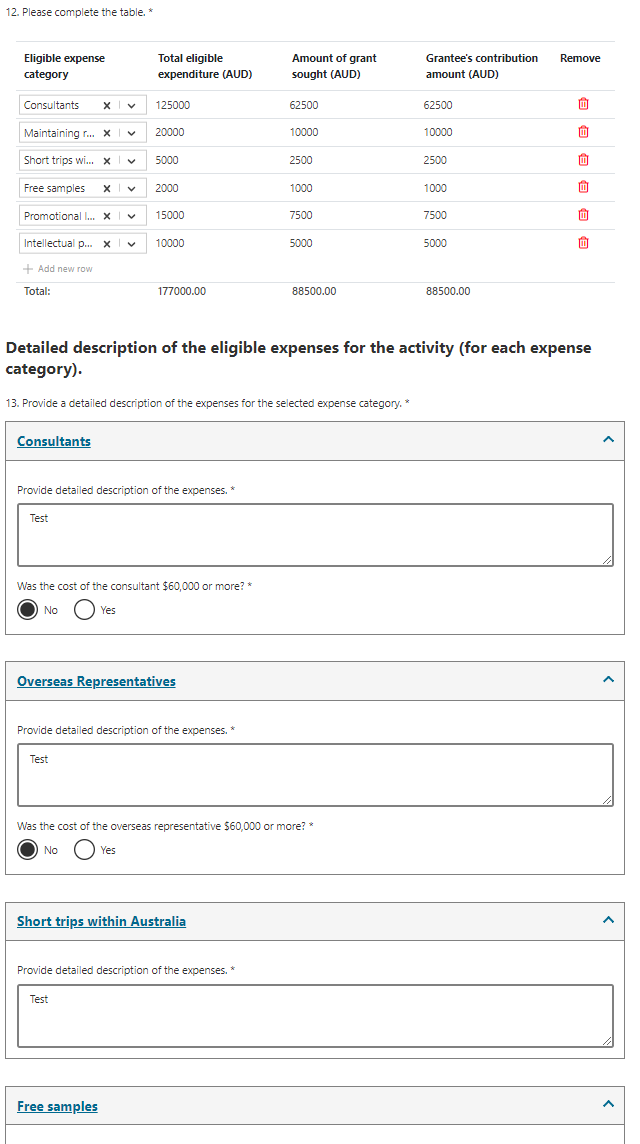 12. Please complete the table. *
Eligible expense category Total eligible expenditure (AUD) Amount of grant sought (AUD) Grantee's contribution amount (AUD) Remove
Consultants 125000 62500 62500
Maintaining r... 20000 10000 10000
Short trips wi... 5000 2500 2500
Free samples 2000 1000 1000
Promotional l... 15000 7500 7500
Intellectual p... 10000 5000 5000
Add new row
Total: 177000.00 88500.00 88500.00
Detailed description of the eligible expenses for the activity (for each expense
category).
13. Provide a detailed description of the expenses for the selected expense category. *
Consultants
Provide detailed description of the expenses. *
Test
Was the cost of the consultant $60,000 or more? *
No Yes
Overseas Representatives
Provide detailed description of the expenses. *
Test
Was the cost of the overseas representative $60,000 or more? *
No Yes
Short trips within Australia
Provide detailed description of the expenses. *
Test
Free samples